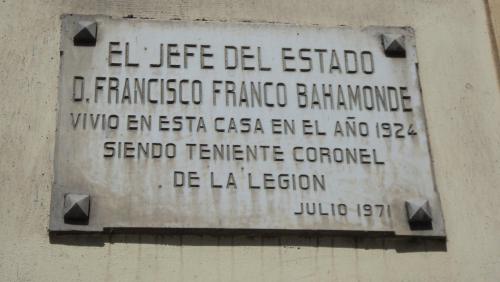 EL JEFE DEL ESTADO
D. FRANCISCO FRANCO BAHAMONDE
VIVIO EN ESTA CASA EN EL AÑO 1924
SIENDO TENIENTE CORONEL
DE LA LEGION
JULIO 1971